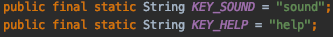 public final static String KEY_SOUND = "sound";
public final static String KEY_HELP = "help";